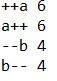 ++a 6
a++ 6
--b 4
b-- 4